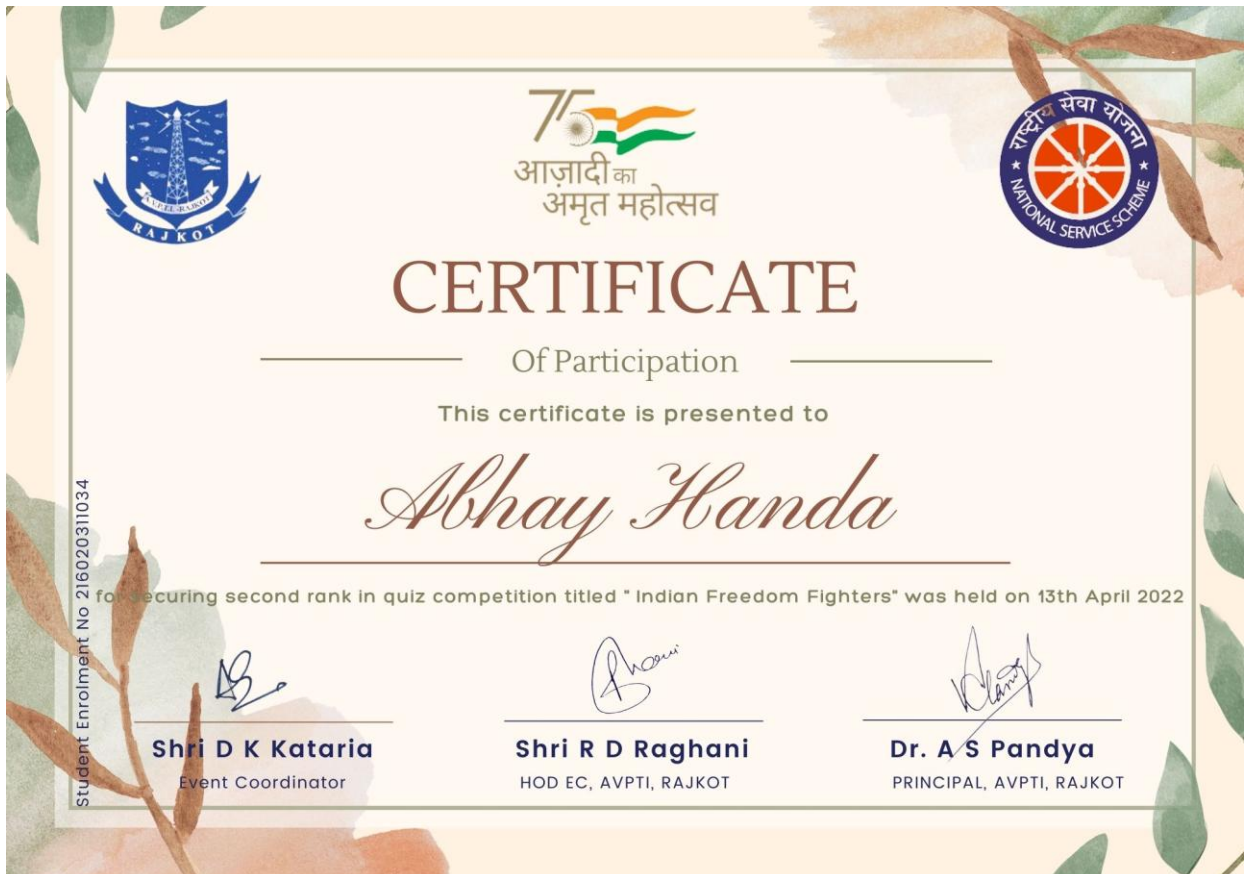 A.V.P.T.I.-RAJKOT
RAJKOT
75
आज़ादी का
अमृत महोत्सव
राष्ट्रीय सेवा योजना
NATIONAL SERVICE SCHEME
CERTIFICATE
Of Participation
This certificate is presented to
Abhay Handa
for securing second rank in quiz competition titled " Indian Freedom Fighters" was held on 13th April 2022
Student Enrolment No 216020311034
Shri D K Kataria
Event Coordinator
Shri R D Raghani
HOD EC, AVPTI, RAJKOT
Dr. A S Pandya
PRINCIPAL, AVPTI, RAJKOT